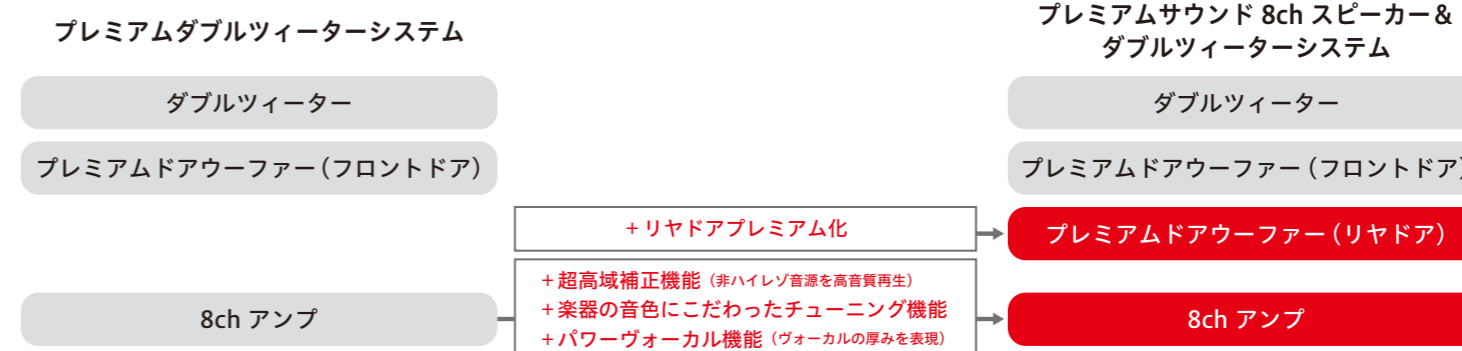 プレミアムダブルツィーターシステム
ダブルツィーター
プレミアムドアウーファー(フロントドア)
8ch アンプ
+リヤドアプレミアム化
+超高域補正機能(非ハイレゾ音源を高音質再生)
+楽器の音色にこだわったチューニング機能
+パワーヴォーカル機能(ヴォーカルの厚みを表現)
プレミアムサウンド 8ch スピーカー&
ダブルツィーターシステム
ダブルツィーター
プレミアムドアウーファー(フロントドア)
プレミアムドアウーファー(リヤドア)
8ch アンプ